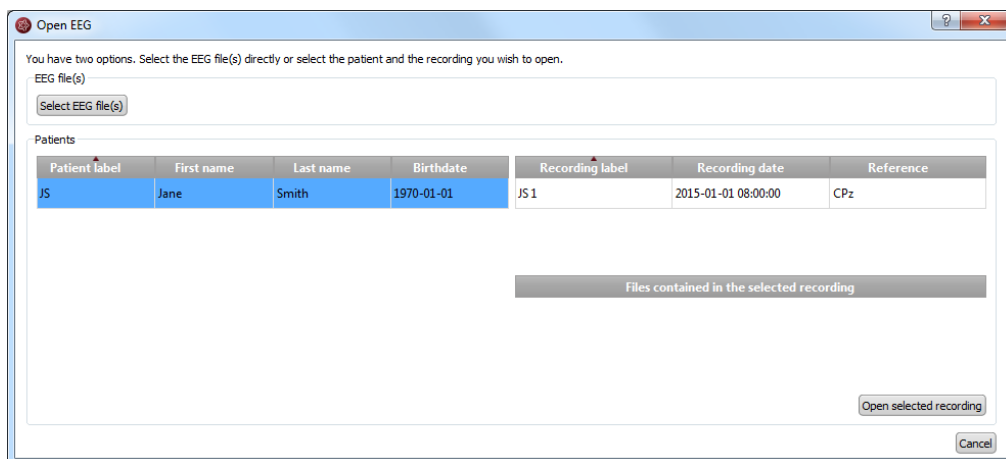 Open EEG
You have two options. Select the EEG file(s) directly or select the patient and the recording you wish to open.
EEG file(s)
Select EEG file(s)
Patients
Patient label First name Last name Birthdate Recording label Recording date Reference
JS Jane Smith 1970-01-01 JS 1 2015-01-01 08:00:00 CPz
Files contained in the selected recording
Open selected recording
Cancel